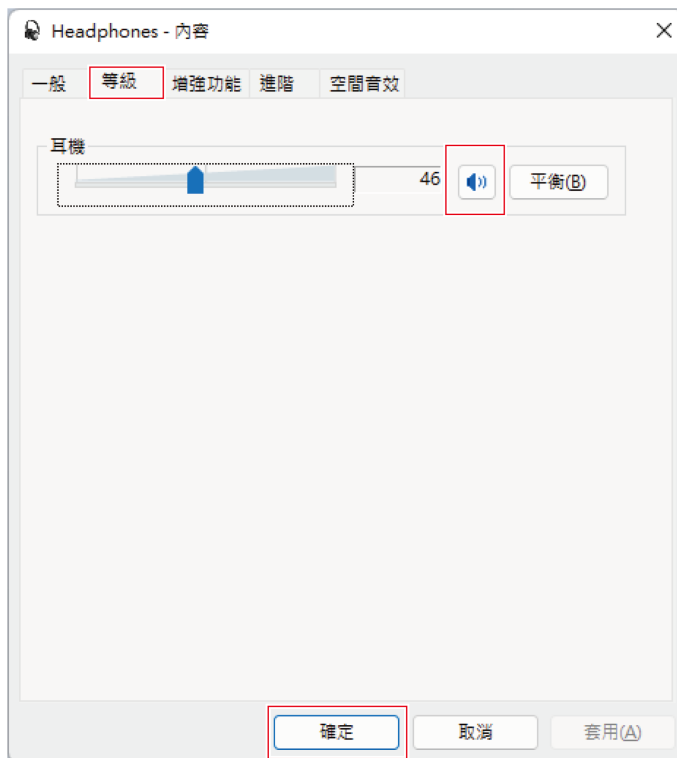 Headphones - 內容
一般 等級 增強功能 進階 空間音效
耳機
46 平衡(B)
確定 取消 套用(A)